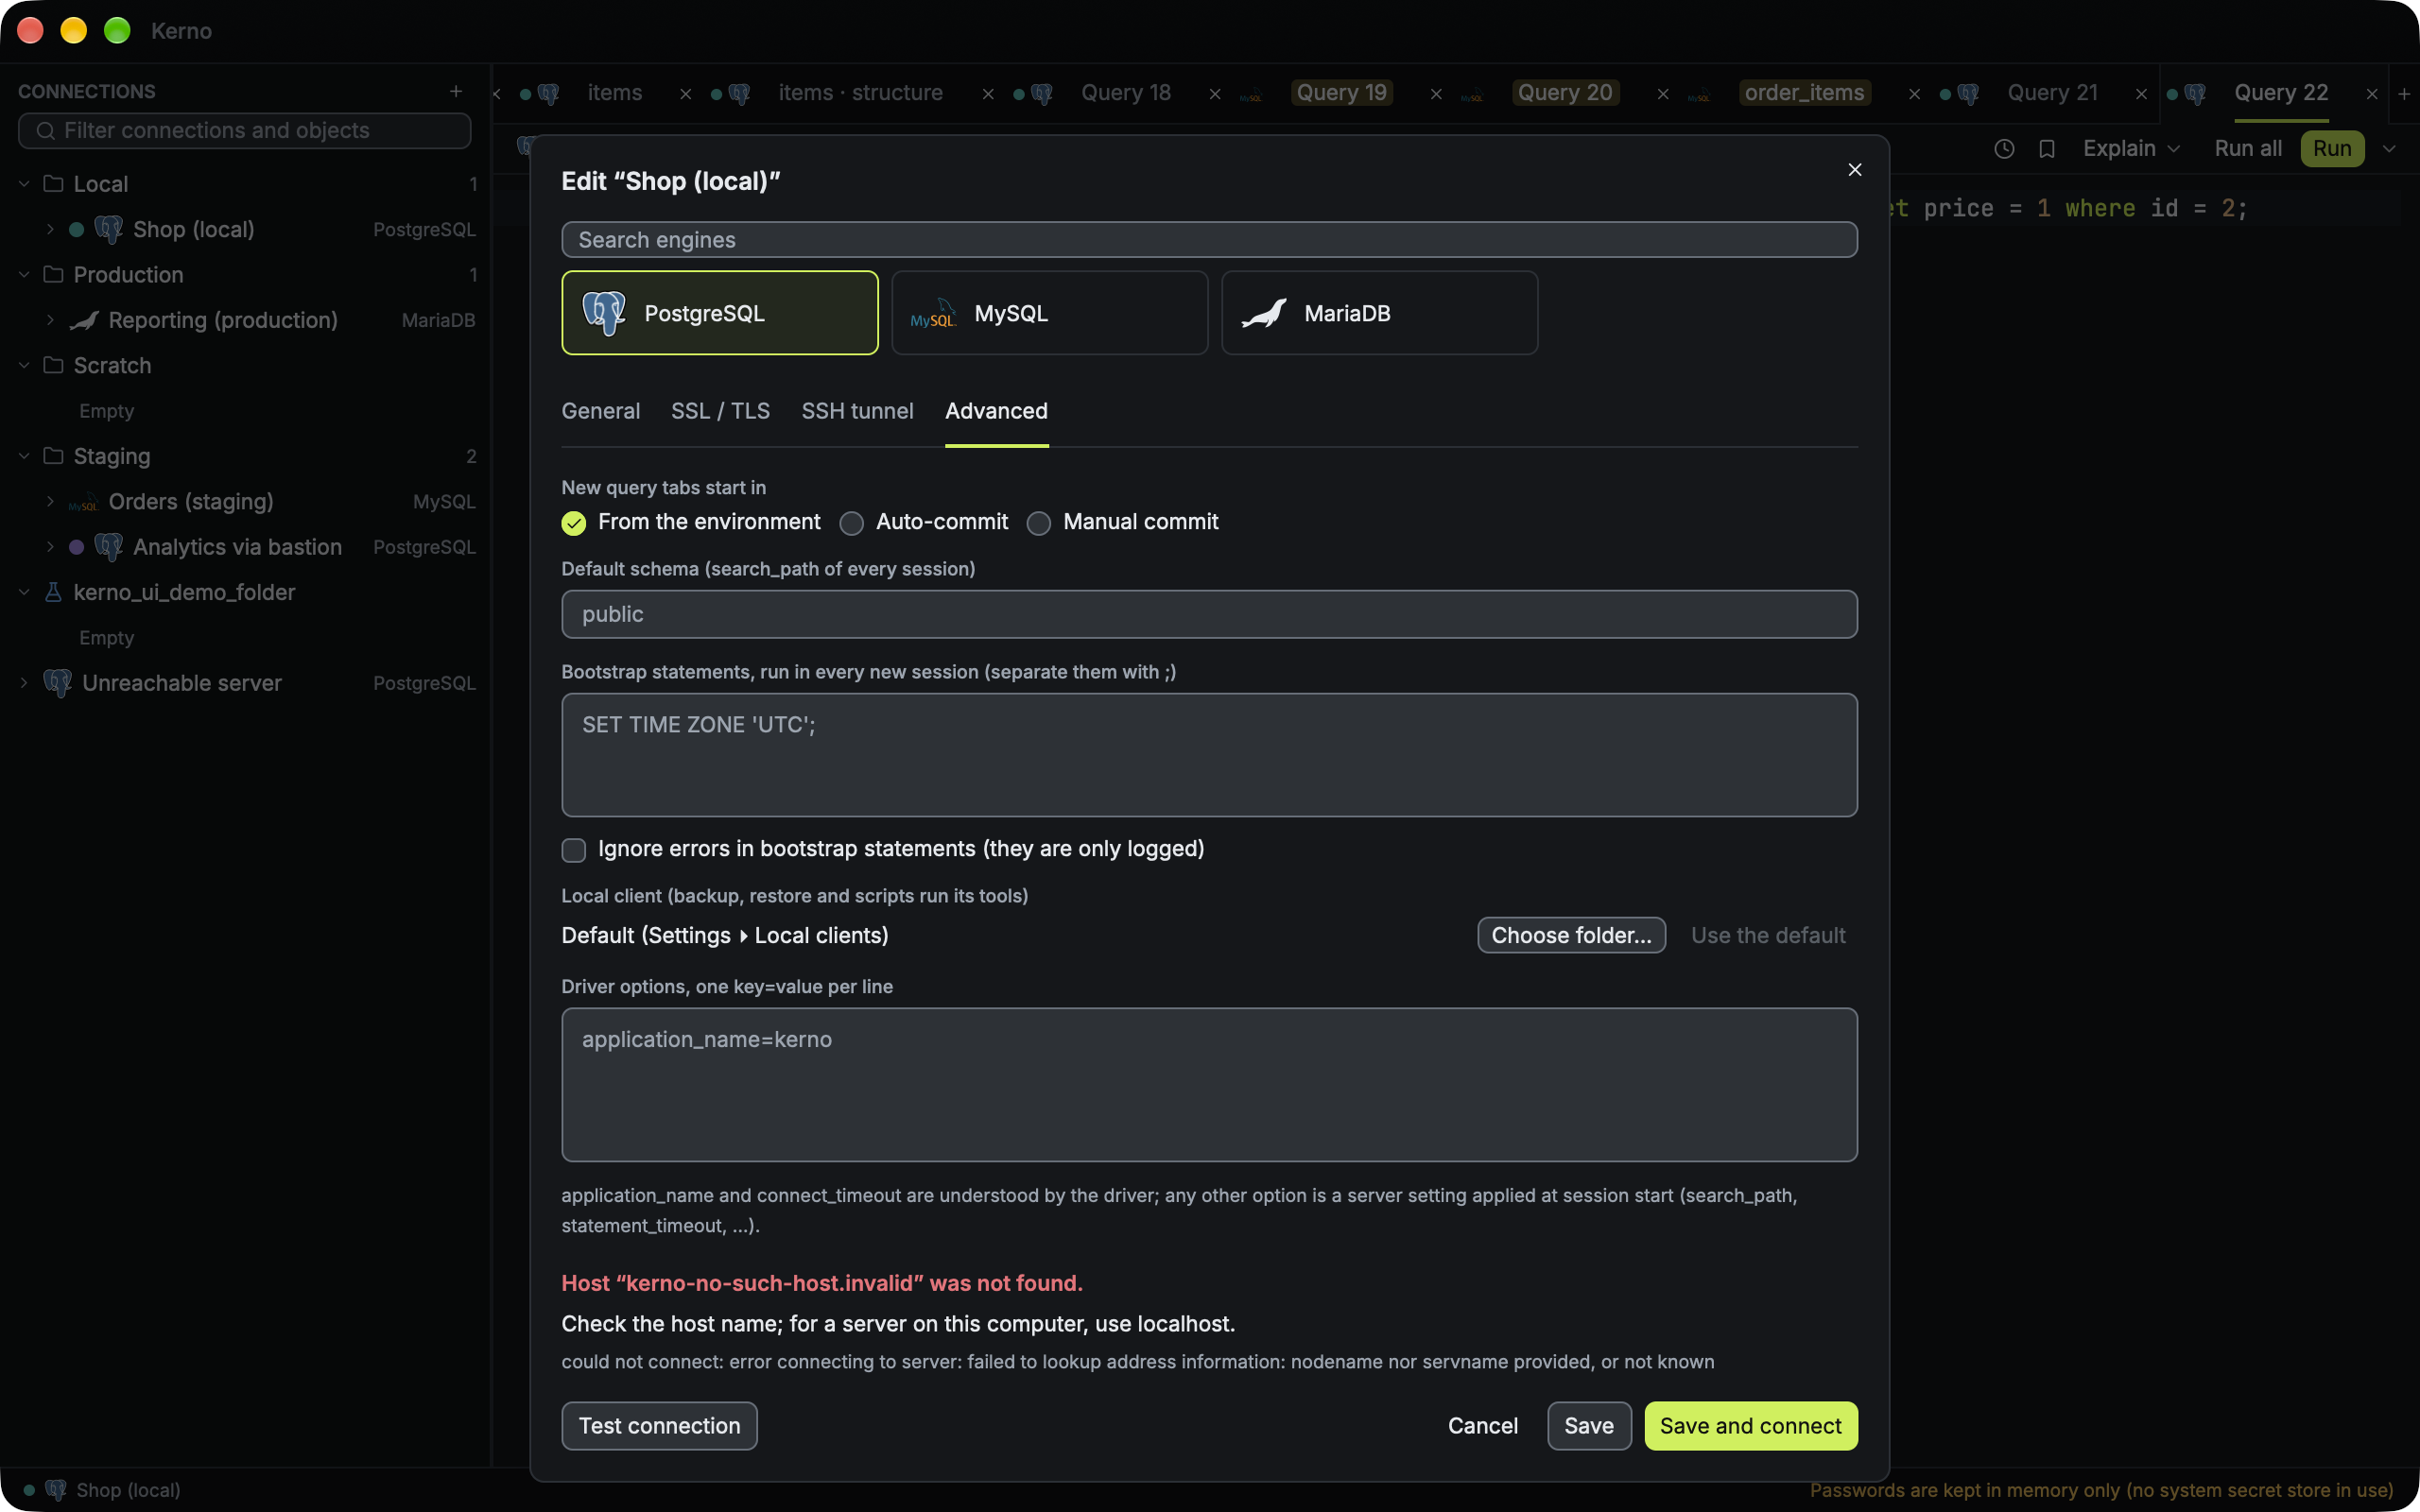 Kerno
CONNECTIONS
Filter connections and objects
Local 1
Shop (local) PostgreSQL
Production 1
Reporting (production) MariaDB
Scratch
Empty
Staging 2
MySQL Orders (staging) MySQL
Analytics via bastion PostgreSQL
kerno_ui_demo_folder
Empty
Unreachable server PostgreSQL
items
items · structure
Query 18
Query 19
Query 20
order_items
Query 21
Query 22
Explain
Run all
Run
et price = 1 where id = 2;
Edit “Shop (local)”
Search engines
PostgreSQL
MySQL MySQL
MariaDB
General
SSL / TLS
SSH tunnel
Advanced
New query tabs start in
From the environment
Auto-commit
Manual commit
Default schema (search_path of every session)
public
Bootstrap statements, run in every new session (separate them with ;)
SET TIME ZONE 'UTC';
Ignore errors in bootstrap statements (they are only logged)
Local client (backup, restore and scripts run its tools)
Default (Settings ▸ Local clients)
Choose folder...
Use the default
Driver options, one key=value per line
application_name=kerno
application_name and connect_timeout are understood by the driver; any other option is a server setting applied at session start (search_path,
statement_timeout, ...).
Host “kerno-no-such-host.invalid” was not found.
Check the host name; for a server on this computer, use localhost.
could not connect: error connecting to server: failed to lookup address information: nodename nor servname provided, or not known
Test connection
Cancel
Save
Save and connect
Shop (local)
Passwords are kept in memory only (no system secret store in use)